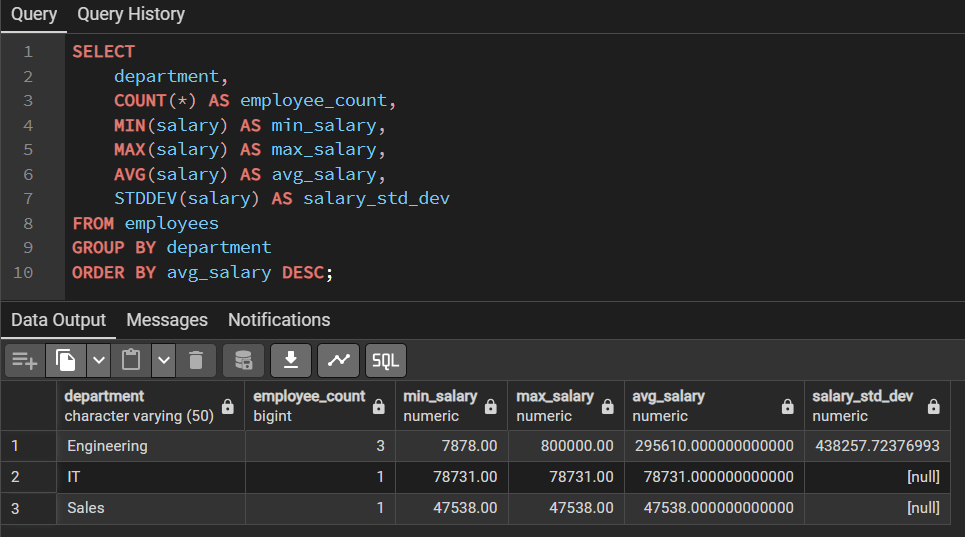 Query Query History
1 SELECT
2 department,
3 COUNT(*) AS employee_count,
4 MIN(salary) AS min_salary,
5 MAX(salary) AS max_salary,
6 AVG(salary) AS avg_salary,
7 STDDEV(salary) AS salary_std_dev
8 FROM employees
9 GROUP BY department
10 ORDER BY avg_salary DESC;
Data Output Messages Notifications
SQL
department employee_count min_salary max_salary avg_salary salary_std_dev
character varying (50) bigint numeric numeric numeric numeric
1 Engineering 3 7878.00 800000.00 295610.000000000000 438257.72376993
2 IT 1 78731.00 78731.00 78731.000000000000 [null]
3 Sales 1 47538.00 47538.00 47538.000000000000 [null]